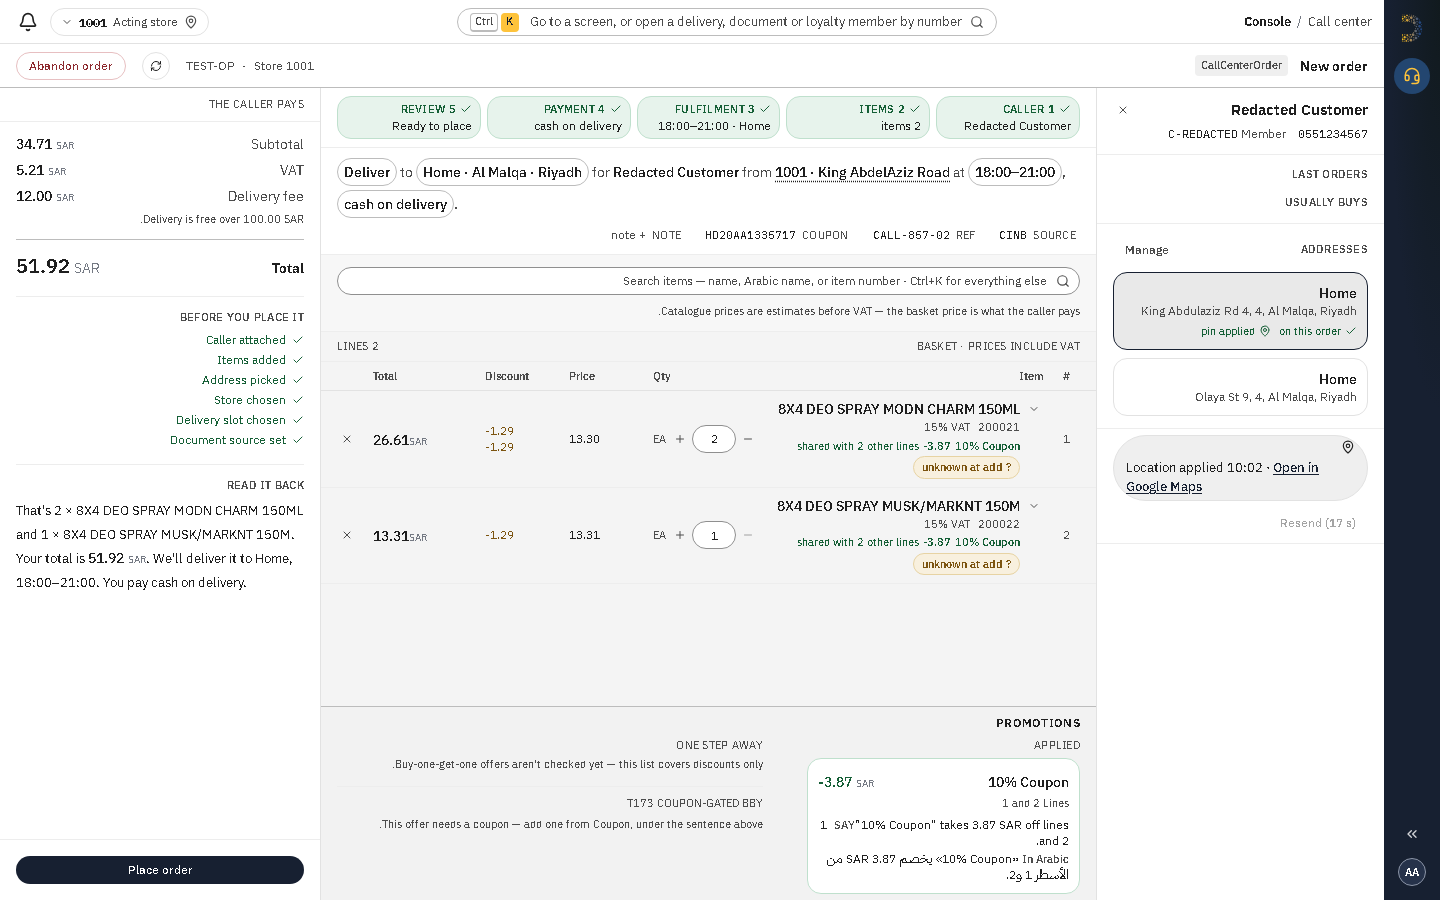 1001 Acting store
Ctrl K Go to a screen, or open a delivery, document or loyalty member by number
Console / Call center
Abandon order
TEST-OP · Store 1001
CallCenterOrder
New order
THE CALLER PAYS
34.71 SAR Subtotal
5.21 SAR VAT
12.00 SAR Delivery fee
.Delivery is free over 100.00 SAR
51.92 SAR Total
BEFORE YOU PLACE IT
Caller attached ✓
Items added ✓
Address picked ✓
Store chosen ✓
Delivery slot chosen ✓
Document source set ✓
READ IT BACK
That's 2 × 8X4 DEO SPRAY MODN CHARM 150ML
and 1 × 8X4 DEO SPRAY MUSK/MARKNT 150M.
Your total is 51.92 SAR. We'll deliver it to Home,
18:00–21:00. You pay cash on delivery.
Place order
REVIEW 5 ✓
Ready to place
PAYMENT 4 ✓
cash on delivery
FULFILMENT 3 ✓
18:00–21:00 · Home
ITEMS 2 ✓
items 2
CALLER 1 ✓
Redacted Customer
Deliver to Home · Al Malqa · Riyadh for Redacted Customer from 1001 · King AbdelAziz Road at 18:00–21:00,
cash on delivery.
note + NOTE HD20AA1335717 COUPON CALL-857-02 REF CINB SOURCE
Search items — name, Arabic name, or item number · Ctrl+K for everything else
.Catalogue prices are estimates before VAT — the basket price is what the caller pays
LINES 2
BASKET · PRICES INCLUDE VAT
Total Discount Price Qty Item #
8X4 DEO SPRAY MODN CHARM 150ML
15% VAT 200021
× 26.61SAR -1.29 13.30 EA + 2 − 1
-1.29
shared with 2 other lines -3.87 10% Coupon
unknown at add ?
8X4 DEO SPRAY MUSK/MARKNT 150M
15% VAT 200022
× 13.31SAR -1.29 13.31 EA + 1 − 2
shared with 2 other lines -3.87 10% Coupon
unknown at add ?
PROMOTIONS
ONE STEP AWAY
.Buy-one-get-one offers aren't checked yet — this list covers discounts only
T173 COUPON-GATED BBY
.This offer needs a coupon — add one from Coupon, under the sentence above
APPLIED
-3.87 SAR 10% Coupon
1 and 2 Lines
1 SAY"10% Coupon" takes 3.87 SAR off lines
.and 2
In Arabic «10% Coupon» يخصم 3.87 SAR من
الأسطر 1 و2.
× Redacted Customer
C-REDACTED Member 0551234567
LAST ORDERS
USUALLY BUYS
Manage ADDRESSES
Home
King Abdulaziz Rd 4, 4, Al Malqa, Riyadh
pin applied on this order ✓
Home
Olaya St 9, 4, Al Malqa, Riyadh
Location applied 10:02 · Open in
Google Maps
Resend (17 s)
«
AA